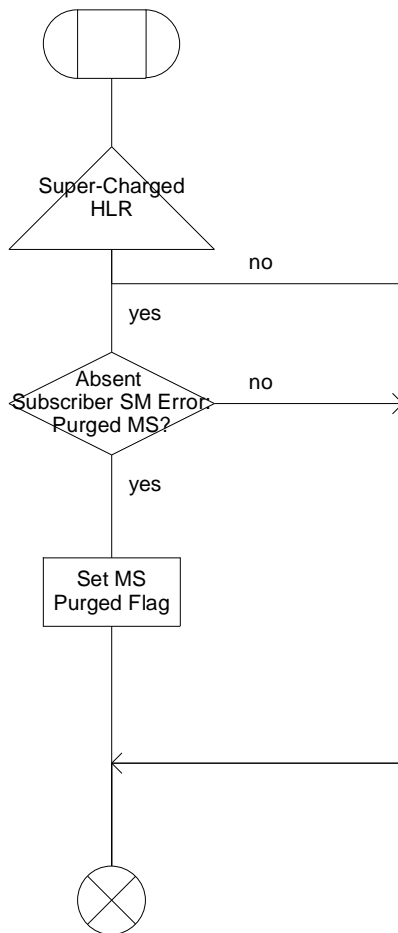 Super-Charged
HLR
no
yes
Absent
Subscriber SM Error:
Purged MS?
no
yes
Set MS
Purged Flag